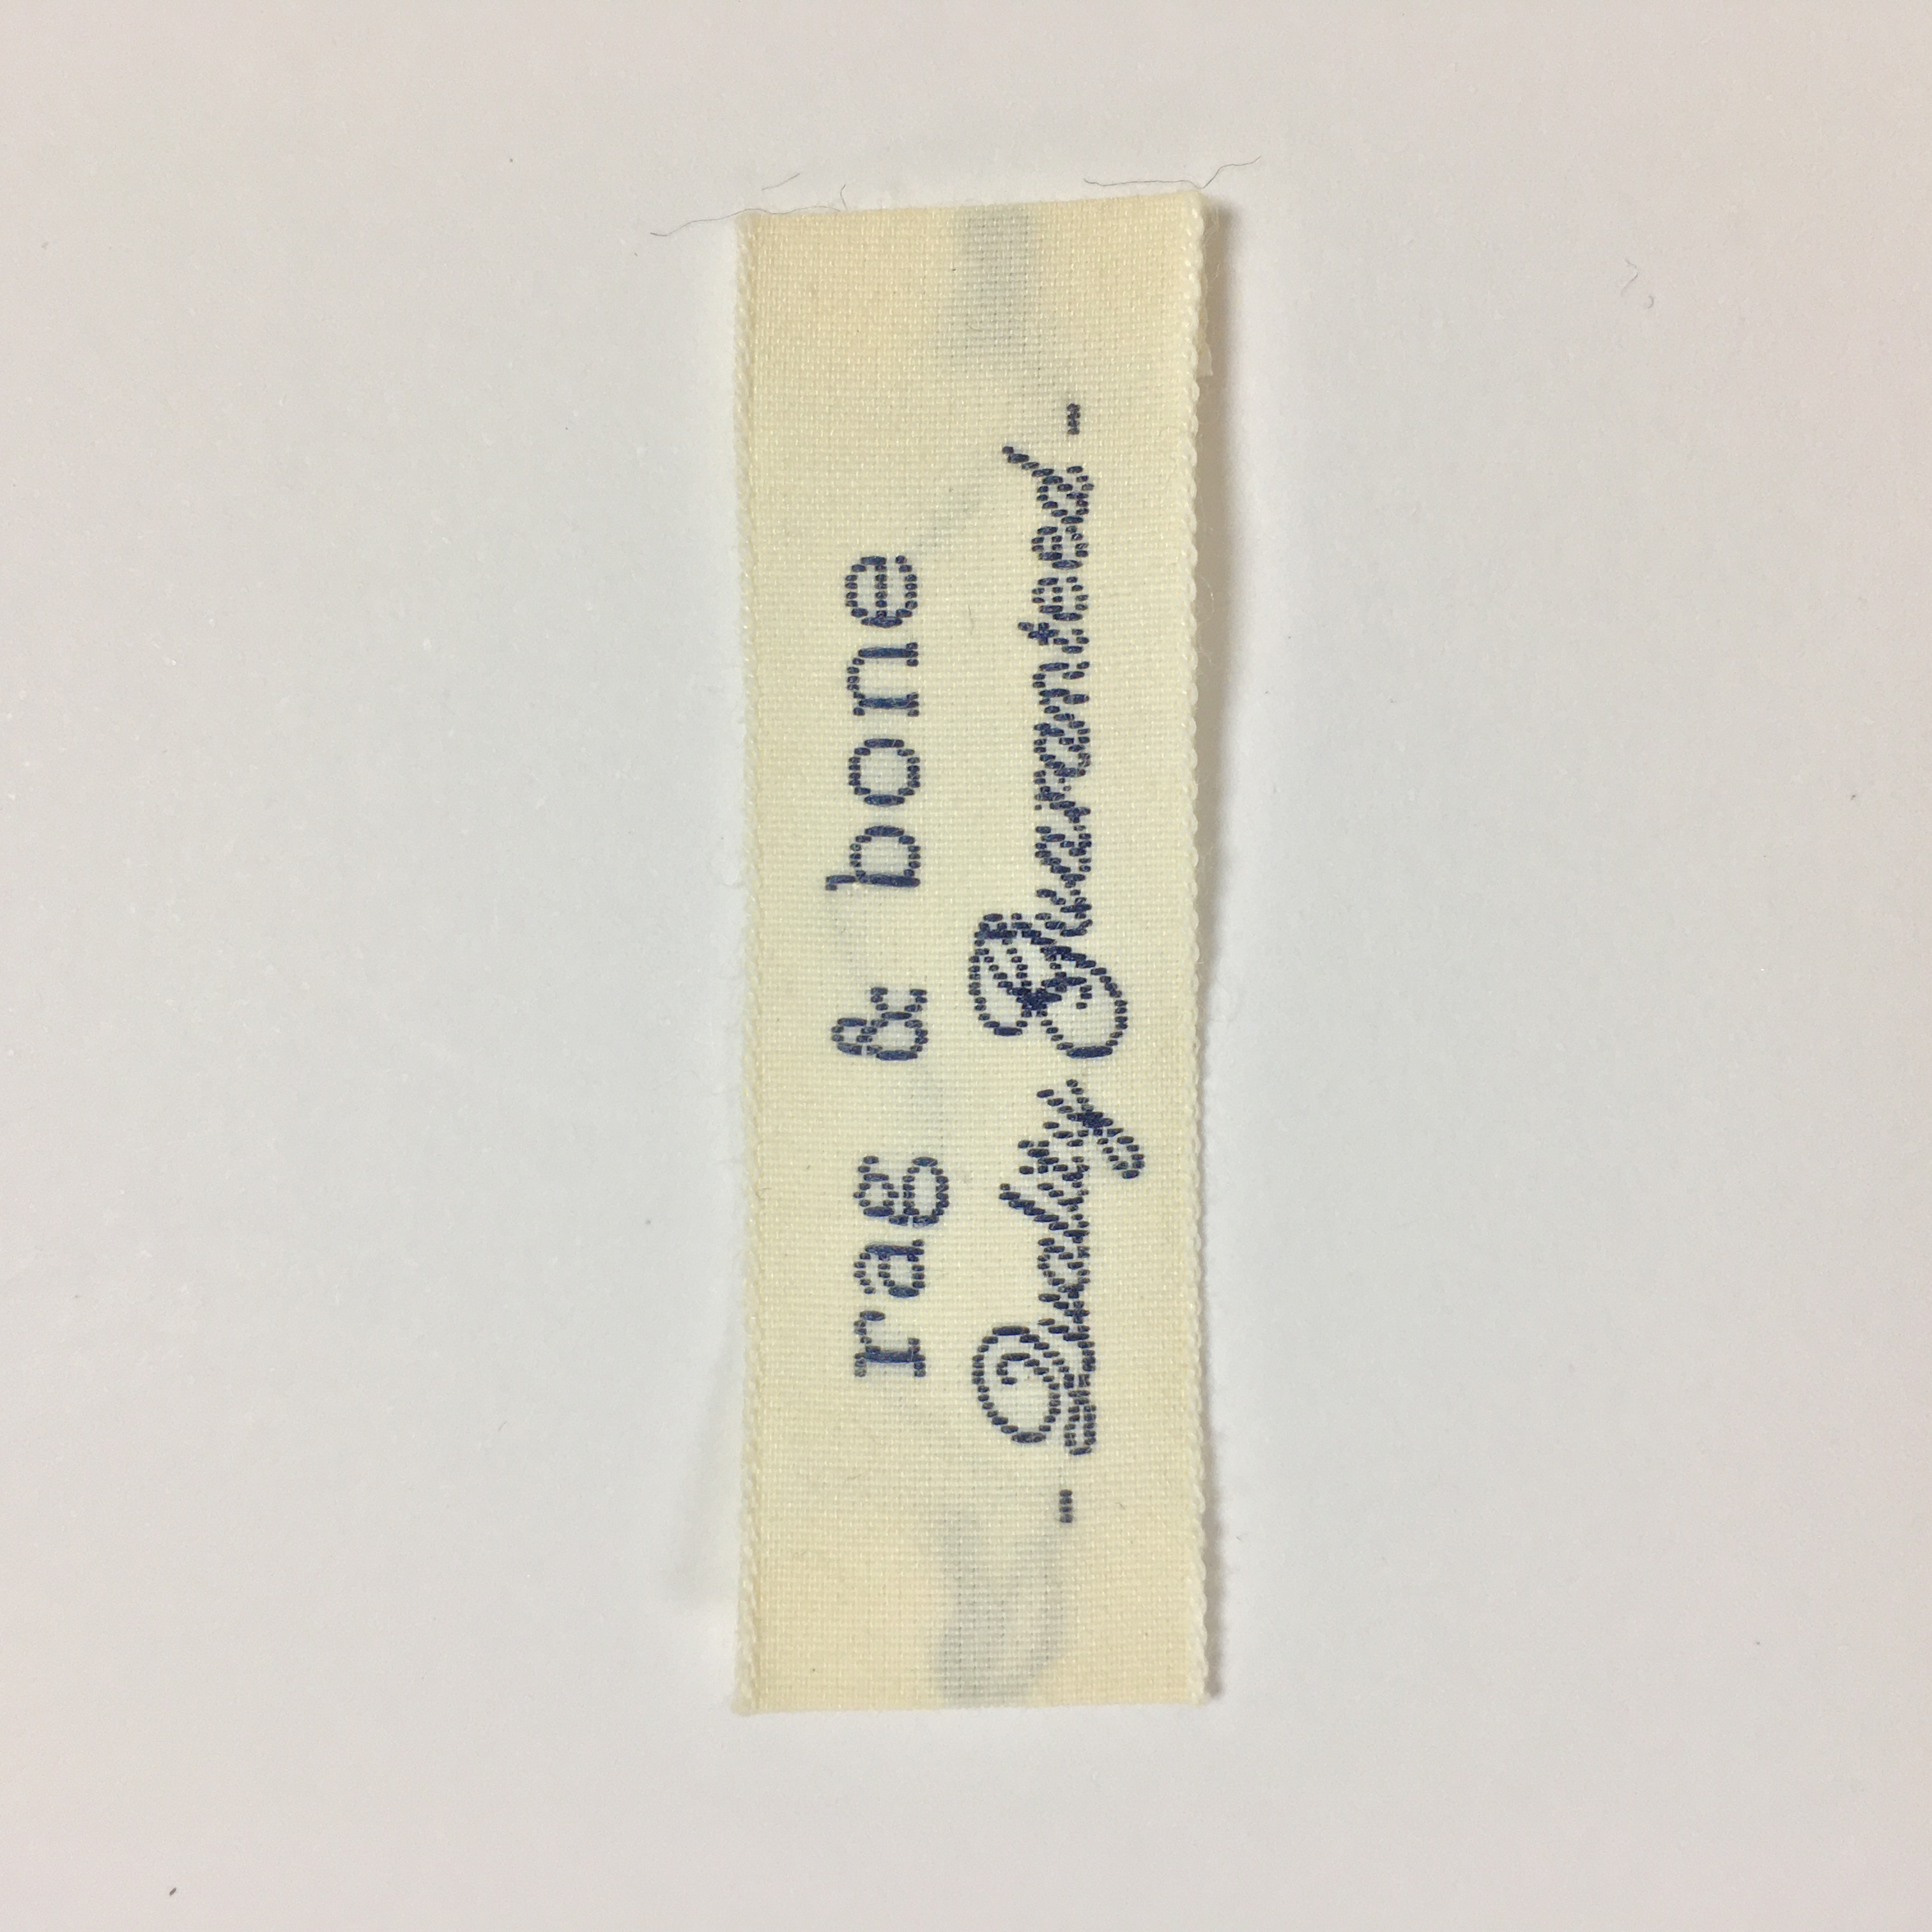 rag & bone
- Quality Guaranteed -